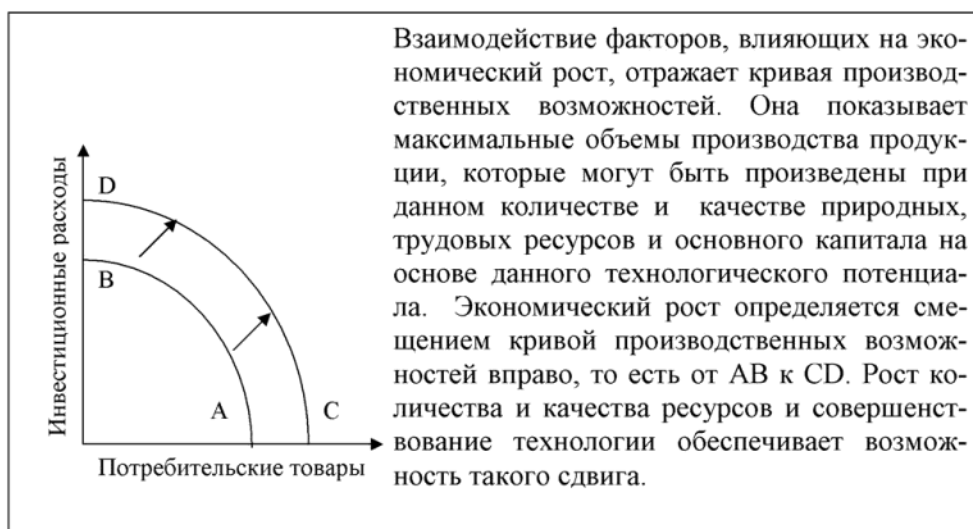 Взаимодействие факторов, влияющих на эко-
номический рост, отражает кривая производ-
ственных возможностей. Она показывает
максимальные объемы производства продук-
ции, которые могут быть произведены при
данном количестве и качестве природных,
трудовых ресурсов и основного капитала на
основе данного технологического потенциа-
ла. Экономический рост определяется сме-
щением кривой производственных возмож-
ностей вправо, то есть от АВ к CD. Рост ко-
личества и качества ресурсов и совершенст-
вование технологии обеспечивает возмож-
ность такого сдвига.
Инвестиционные расходы
D
B
A
C
Потребительские товары